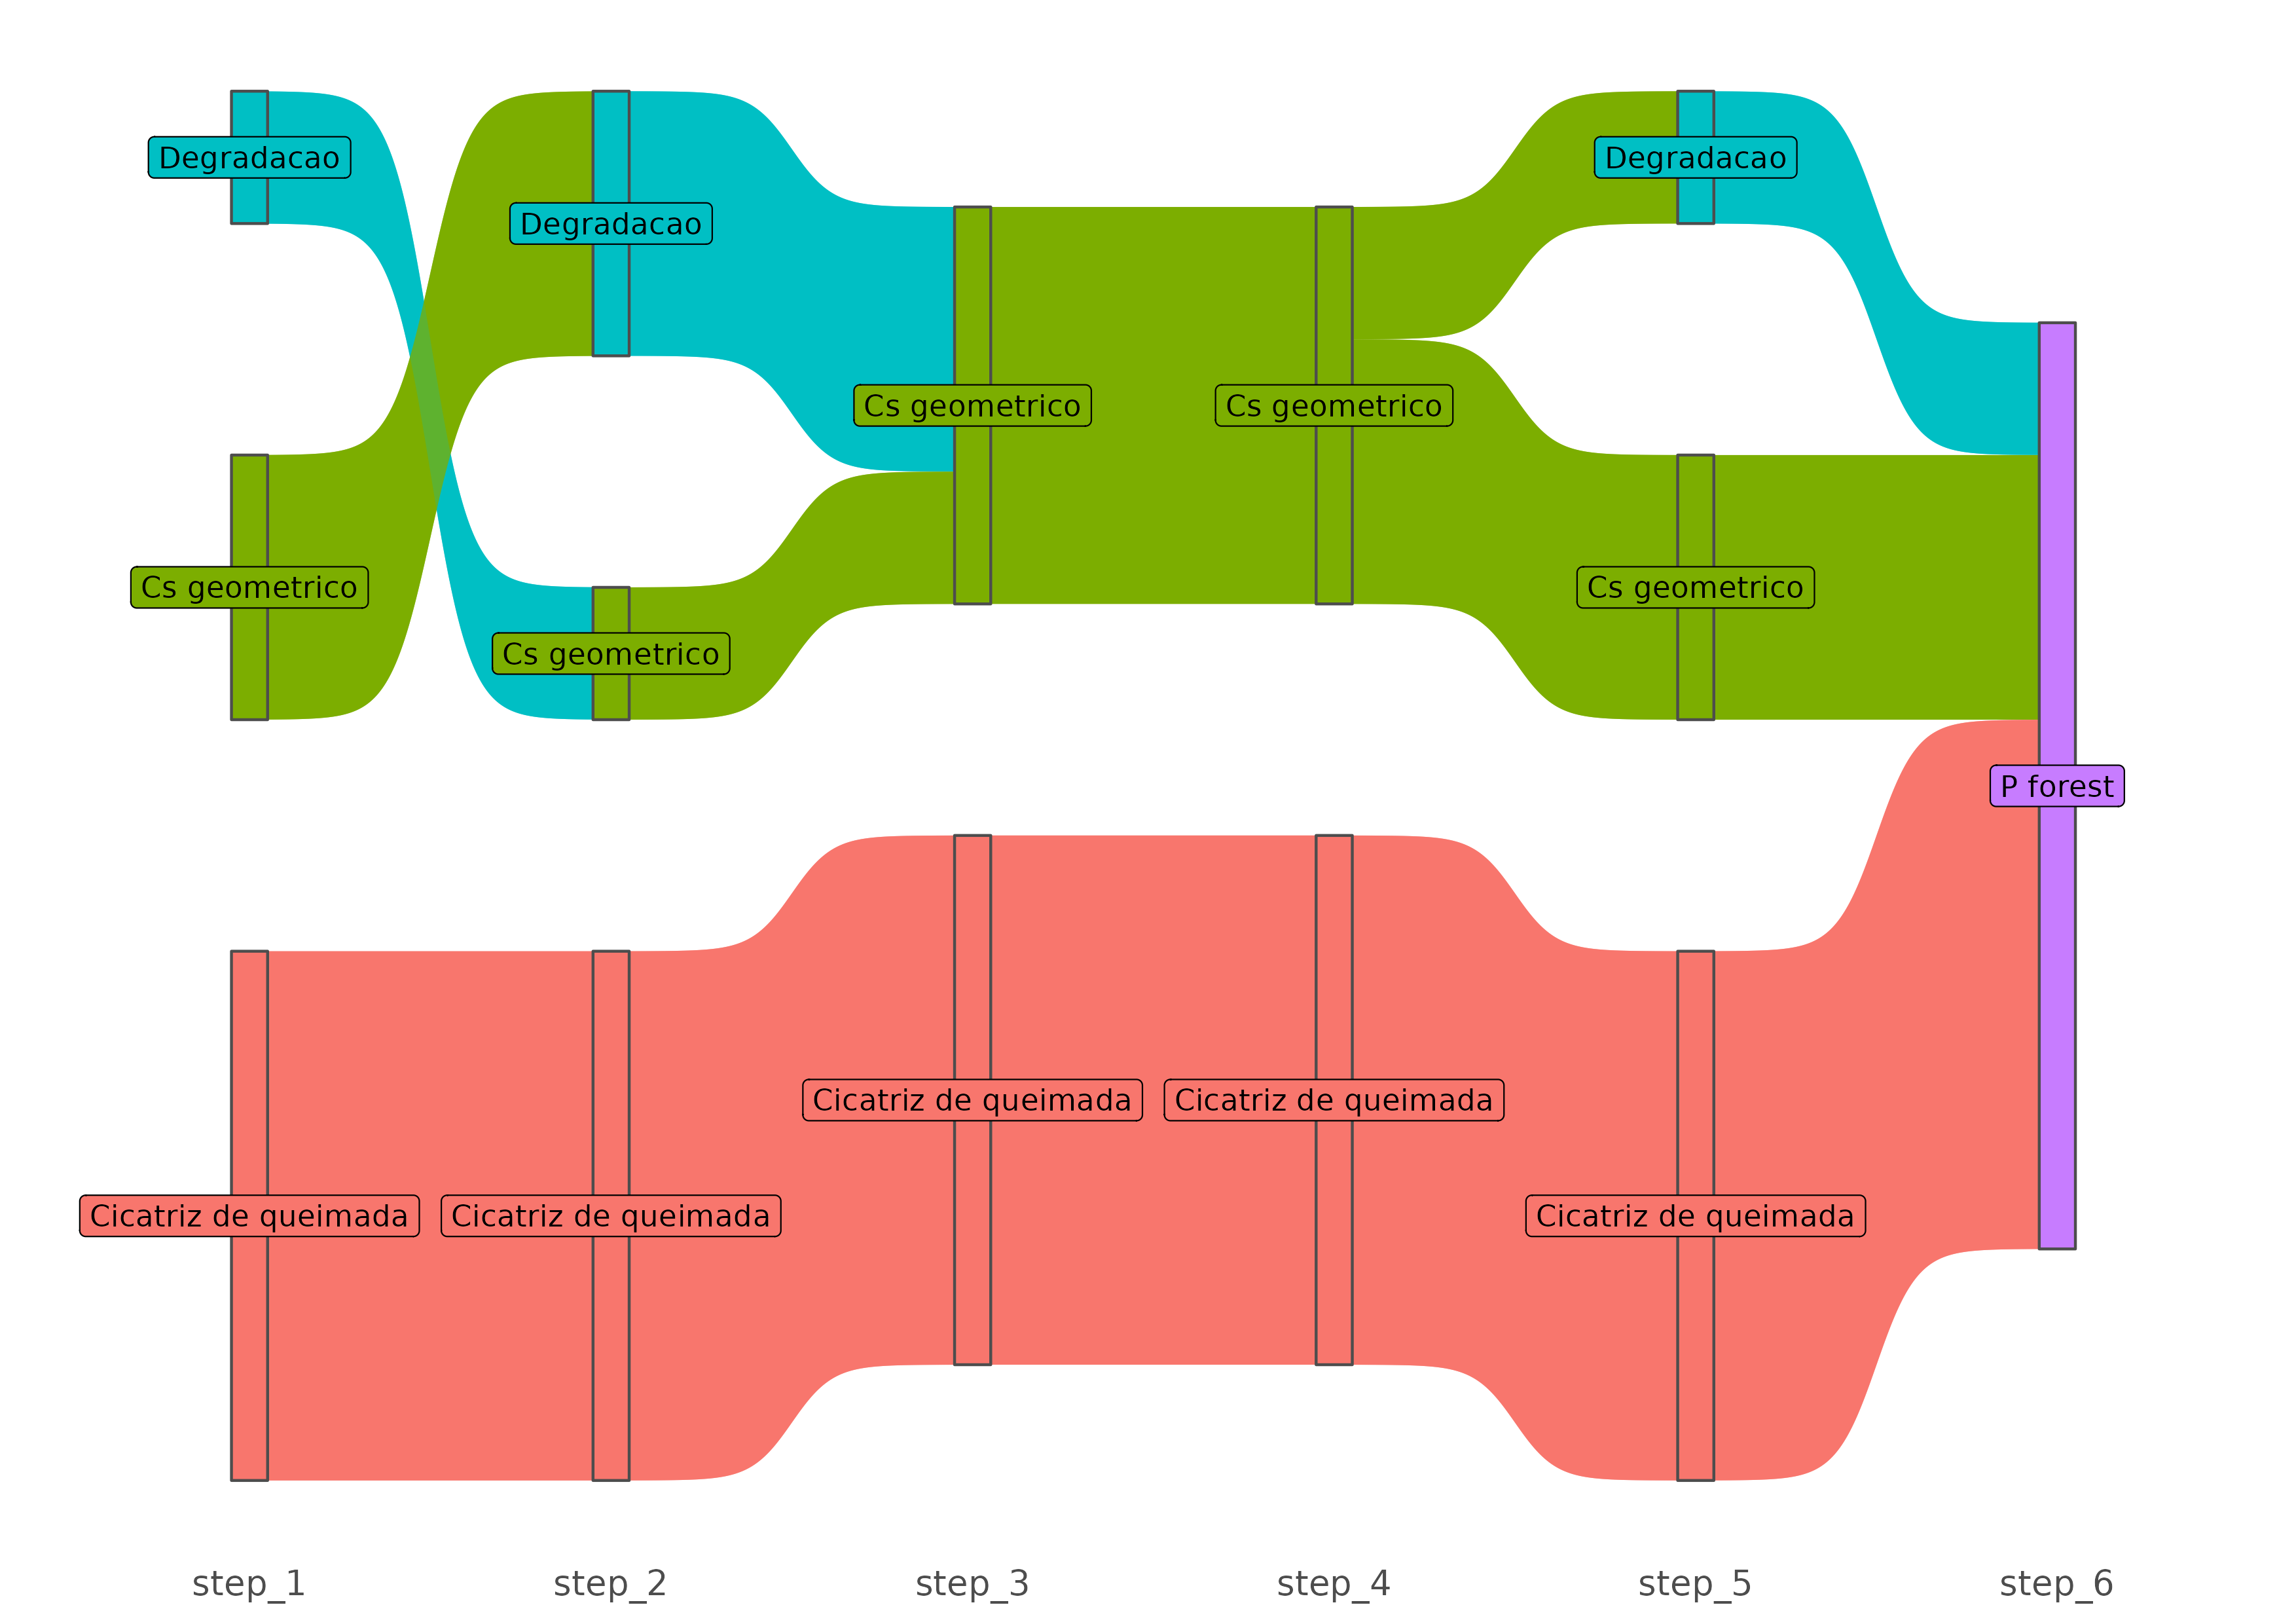 Degradacao
Degradacao
Degradacao
Cs geometrico
Cs geometrico
Cs geometrico
Cs geometrico
Cs geometrico
P forest
Cicatriz de queimada
Cicatriz de queimada
Cicatriz de queimada
Cicatriz de queimada
Cicatriz de queimada
step_1 step_2 step_3 step_4 step_5 step_6